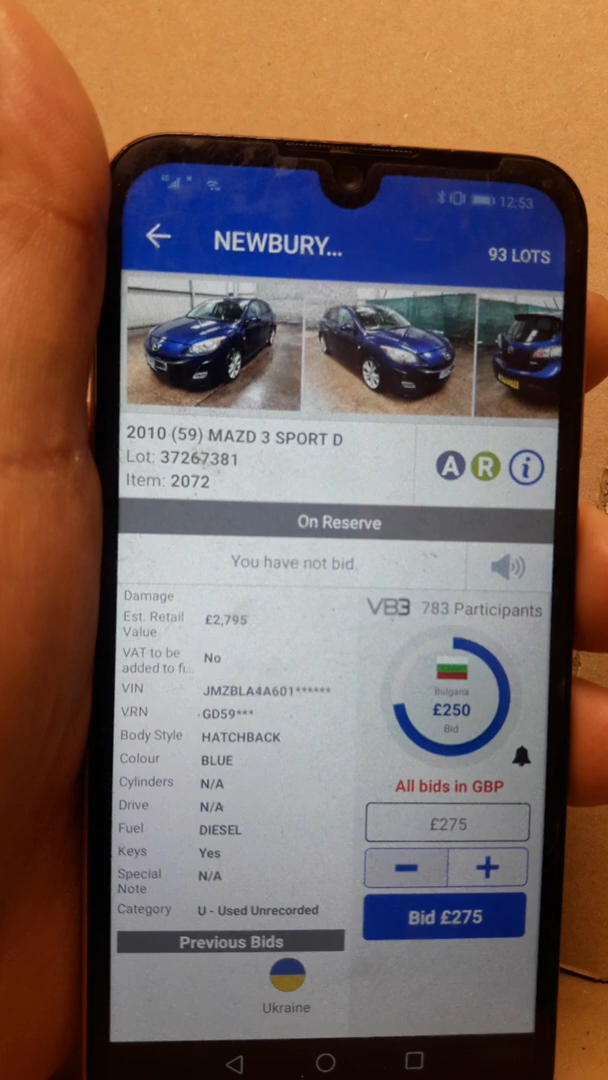 4G
12:53
NEWBURY...
93 LOTS
2010 (59) MAZD 3 SPORT D
Lot: 37267381
Item: 2072
A R i
On Reserve
You have not bid.
Damage
Est. Retail
Value
£2,795
VAT to be
added to fi...
No
VIN
JMZBLA4A601******
VRN
GD59***
Body Style
HATCHBACK
Colour
BLUE
Cylinders
N/A
Drive
N/A
Fuel
DIESEL
Keys
Yes
Special
Note
N/A
Category
U - Used Unrecorded
Previous Bids
Ukraine
VB3 783 Participants
Bulgaria
£250
Bid
All bids in GBP
£275
Bid £275